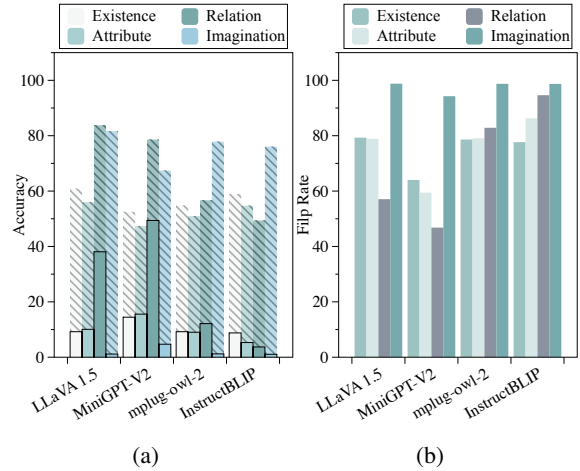 Existence Relation
Attribute Imagination
100
80
60
40
20
0
Accuracy
LLaVA 1.5
MiniGPT-V2
mplug-owl-2
InstructBLIP
(a)
Existence Relation
Attribute Imagination
100
80
60
40
20
0
Filp Rate
LLaVA 1.5
MiniGPT-V2
mplug-owl-2
InstructBLIP
(b)